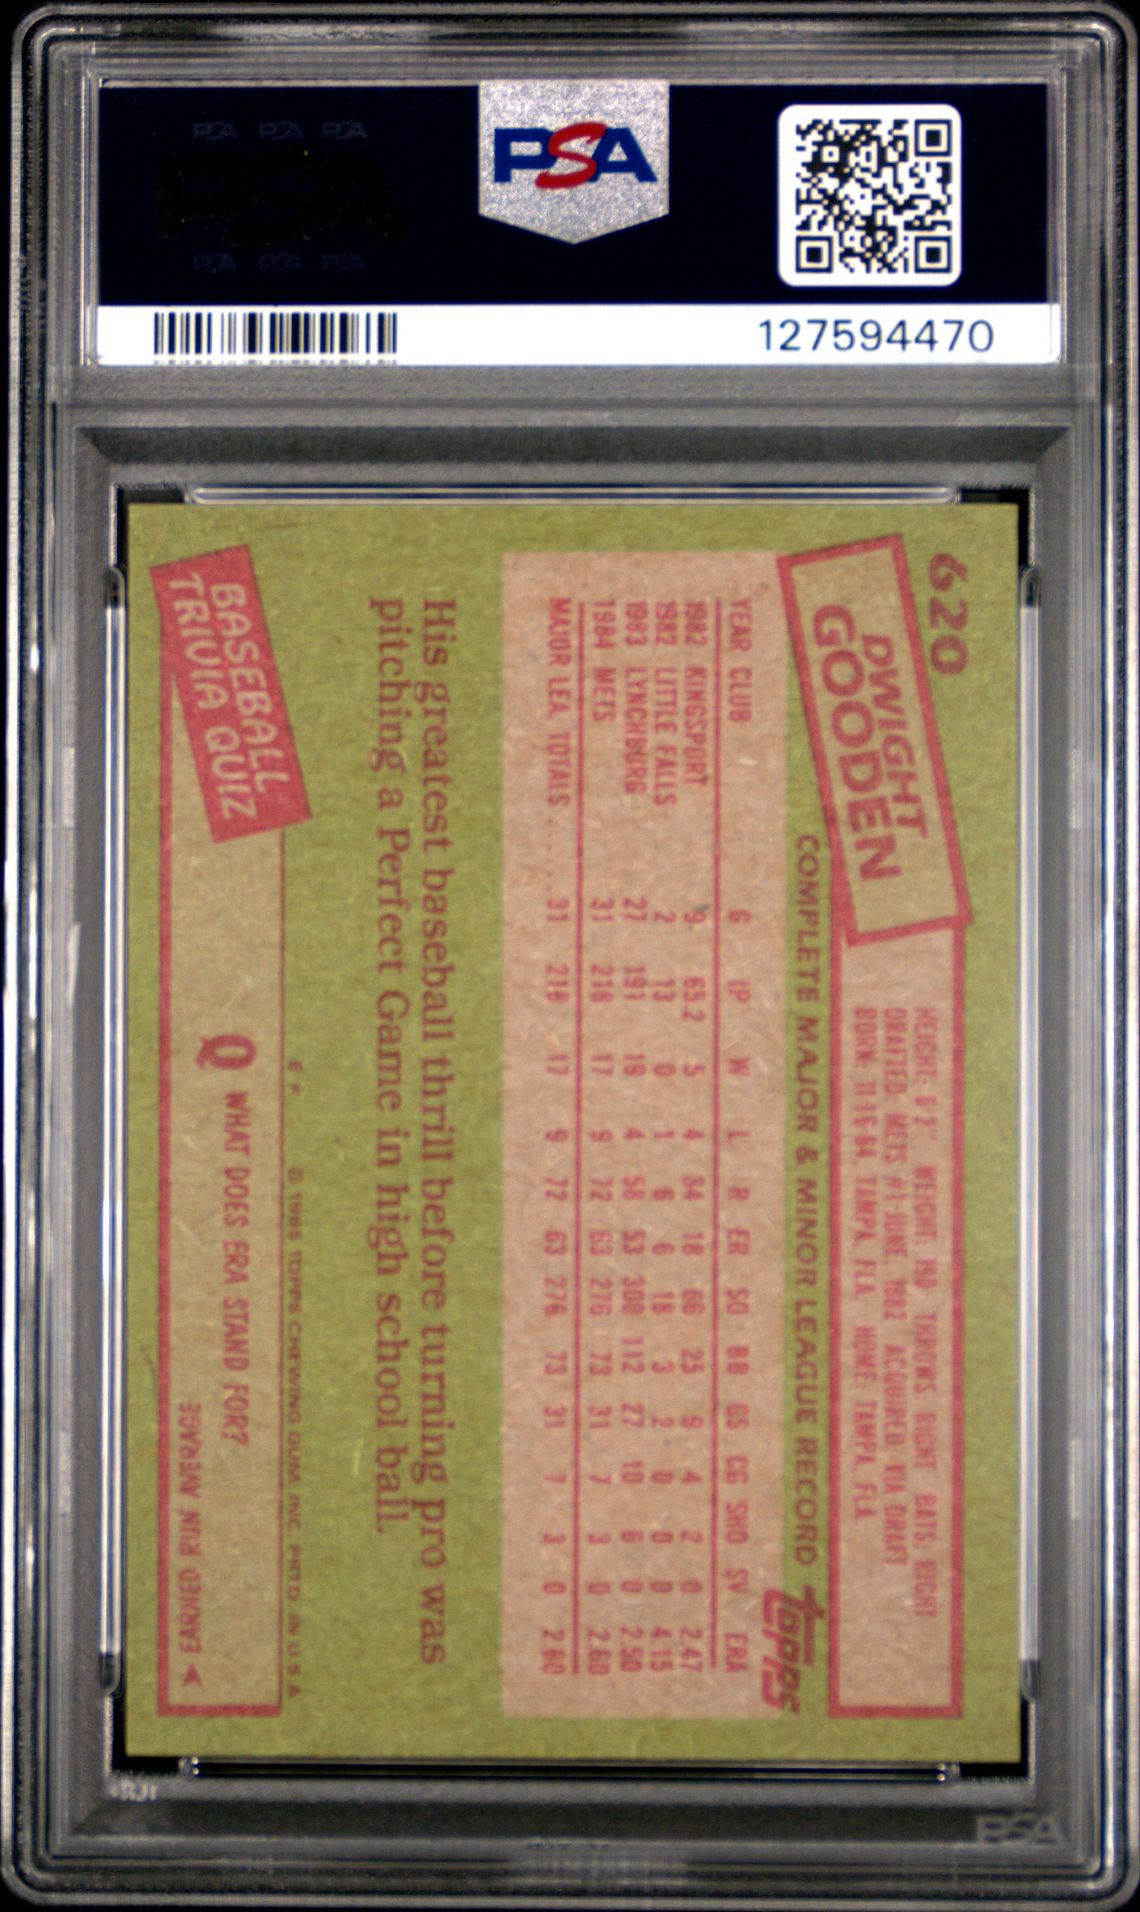 PSA PSA PSA
PSA
PSA PSA PSA
PSA
127594470
620
DWIGHT
GOODEN
HEIGHT: 6'2" WEIGHT: 190 THROWS: RIGHT BATS: RIGHT
DRAFTED: METS #1-JUNE, 1982 ACQUIRED: VIA DRAFT
BORN: 11-16-64, TAMPA, FLA. HOME: TAMPA, FLA.
COMPLETE MAJOR & MINOR LEAGUE RECORD
Topps
YEAR CLUB G IP W L R ER SO BB GS CG SHO SV ERA
1982 KINGSPORT 9 65.2 5 4 34 18 66 25 9 4 2 0 2.47
1982 LITTLE FALLS 2 13 0 1 6 6 18 3 2 0 0 0 4.15
1983 LYNCHBURG 27 191 19 4 58 53 300 112 27 10 6 0 2.50
1984 METS 31 218 17 9 72 63 276 73 31 7 3 0 2.60
MAJOR LEA. TOTALS..... 31 218 17 9 72 63 276 73 31 7 3 0 2.60
His greatest baseball thrill before turning pro was
pitching a Perfect Game in high school ball.
E * © 1985 TOPPS CHEWING GUM, INC. PRTD. IN U.S.A.
BASEBALL
TRIVIA QUIZ
Q WHAT DOES ERA STAND FOR?
EARNED RUN AVERAGE
PSA